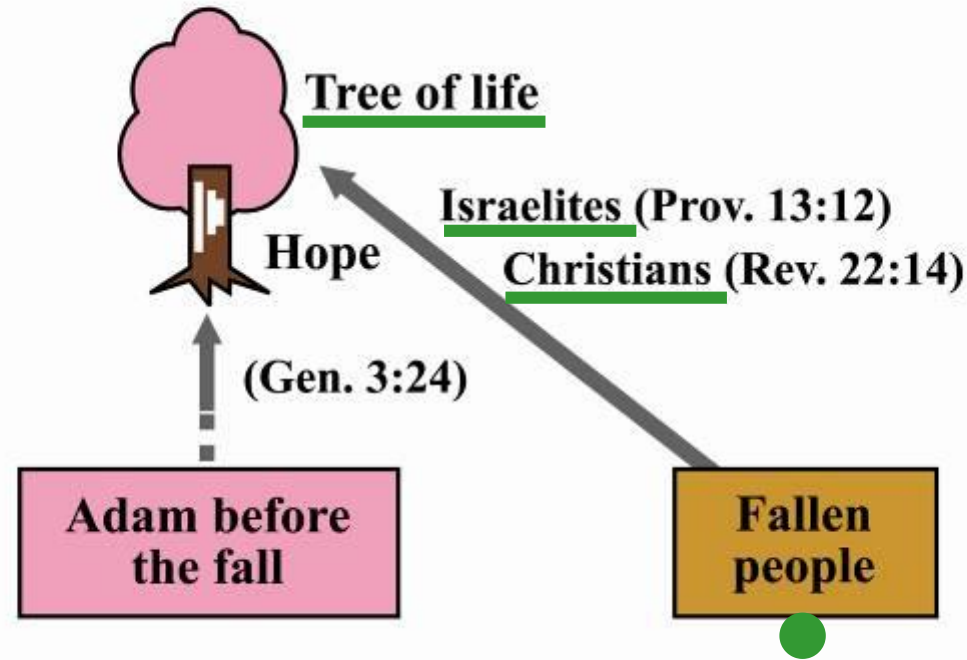 Tree of life
Israelites (Prov. 13:12)
Hope
Christians (Rev. 22:14)
(Gen. 3:24)
Adam before
the fall
Fallen
people